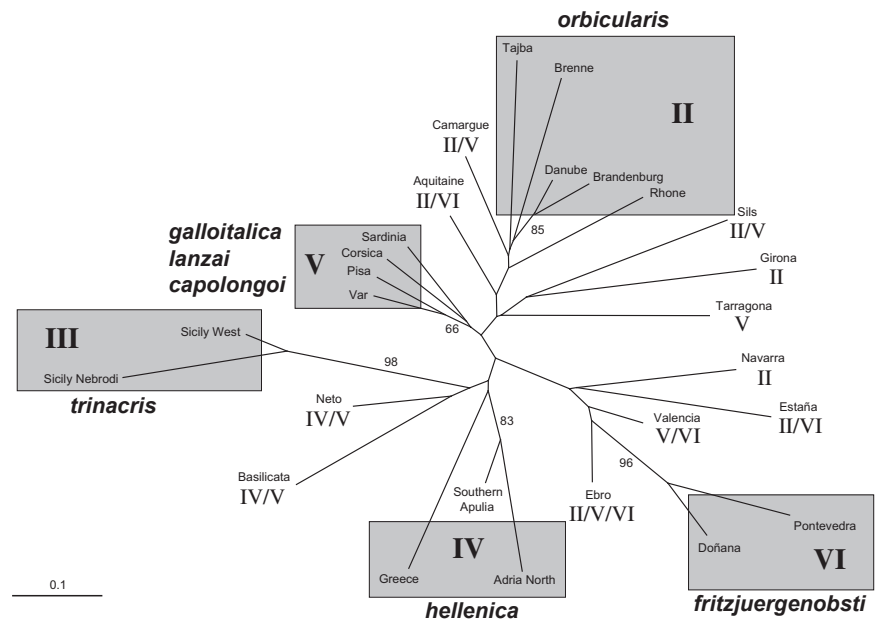 orbicularis
Tajba
Brenne
II
Camargue
II/V
Danube
Brandenburg
Rhone
Aquitaine
II/VI
85
Sils
II/V
galloitalica
lanzai
capolongoi
V
Sardinia
Corsica
Pisa
Var
Girona
II
66
Tarragona
V
III
Sicily West
Sicily Nebrodi
trinacris
98
Navarra
II
Neto
IV/V
Estaña
II/VI
Valencia
V/VI
83
96
Basilicata
IV/V
Southern
Apulia
Ebro
II/V/VI
IV
Greece
Adria North
hellenica
Pontevedra
Doñana
VI
fritzjuergenobsti
0.1